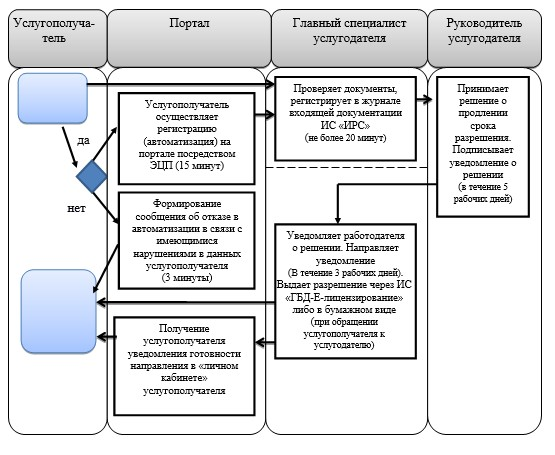 Услугополуча-
тель
Портал
Главный специалист
услугодателя
Руководитель
услугодателя
да
нет
Услугополучатель
осуществляет
регистрацию
(автоматизация) на
портале посредством
ЭЦП (15 минут)
Формирование
сообщения об отказе в
автоматизации в связи с
имеющимися
нарушениями в данных
услугополучателя
(3 минуты)
Получение
услугополучателя
уведомления готовности
направления в «личном
кабинете»
услугополучателя
Проверяет документы,
регистрирует в журнале
входящей документации
ИС «ИРС»
(не более 20 минут)
Уведомляет работодателя
о решении. Направляет
уведомление
(В течение 3 рабочих дней).
Выдает разрешение через ИС
«ГБД-Е-лицензирование»
либо в бумажном виде
(при обращении
услугополучателя к
услугодателю)
Принимает
решение о
продлении
срока
разрешения.
Подписывает
уведомление о
решении
(в течение 5
рабочих дней)